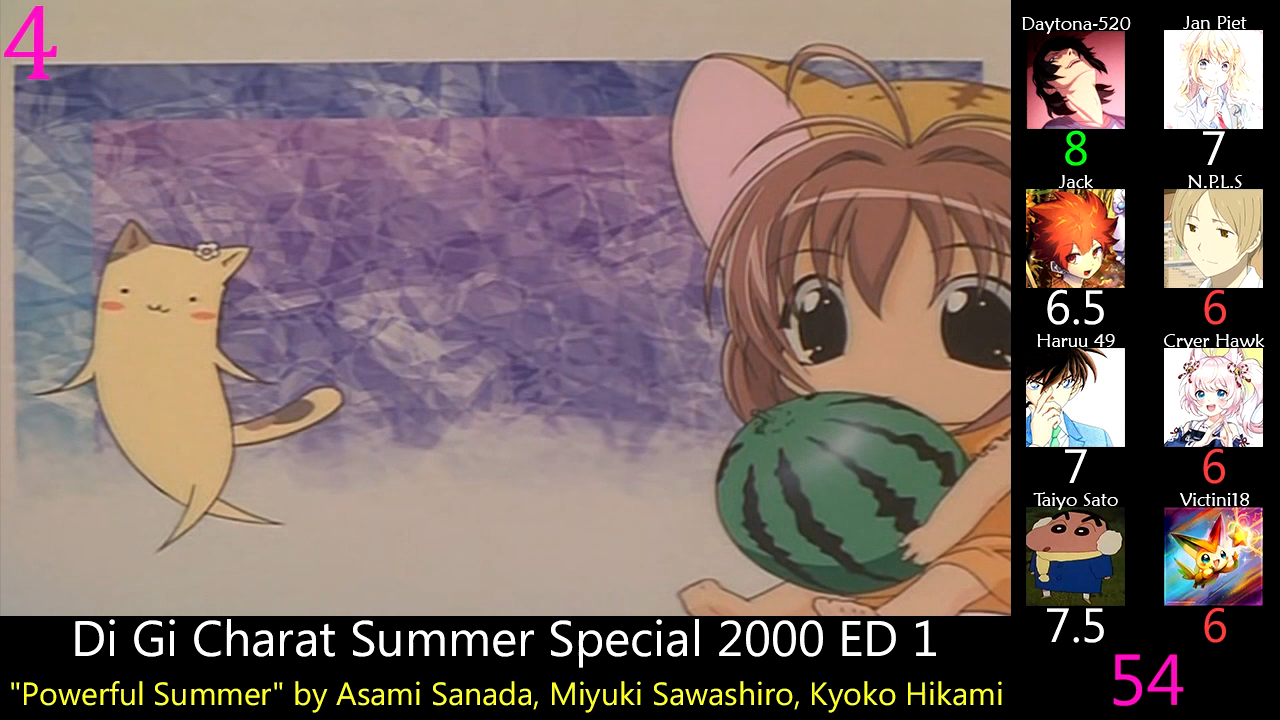 4
Daytona-520 Jan Piet
8 7
Jack N.P.L.S
6.5 6
Haruu 49 Cryer Hawk
7 6
Taiyo Sato Victini18
7.5 6
54
Di Gi Charat Summer Special 2000 ED 1
"Powerful Summer" by Asami Sanada, Miyuki Sawashiro, Kyoko Hikami